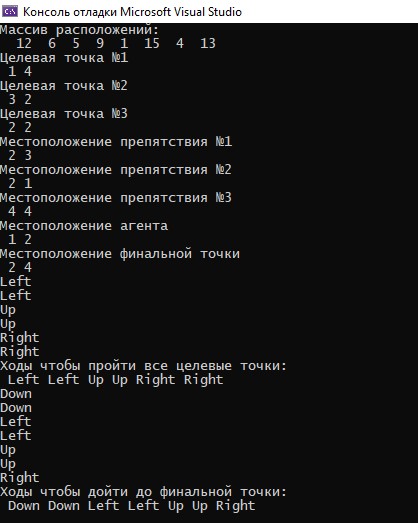 Консоль отладки Microsoft Visual Studio
Массив расположений:
12 6 5 9 1 15 4 13
Целевая точка №1
1 4
Целевая точка №2
3 2
Целевая точка №3
2 2
Местоположение препятствия №1
2 3
Местоположение препятствия №2
2 1
Местоположение препятствия №3
4 4
Местоположение агента
1 2
Местоположение финальной точки
2 4
Left
Left
Up
Up
Right
Right
Ходы чтобы пройти все целевые точки:
Left Left Up Up Right Right
Down
Down
Left
Left
Up
Up
Right
Ходы чтобы дойти до финальной точки:
Down Down Left Left Up Up Right